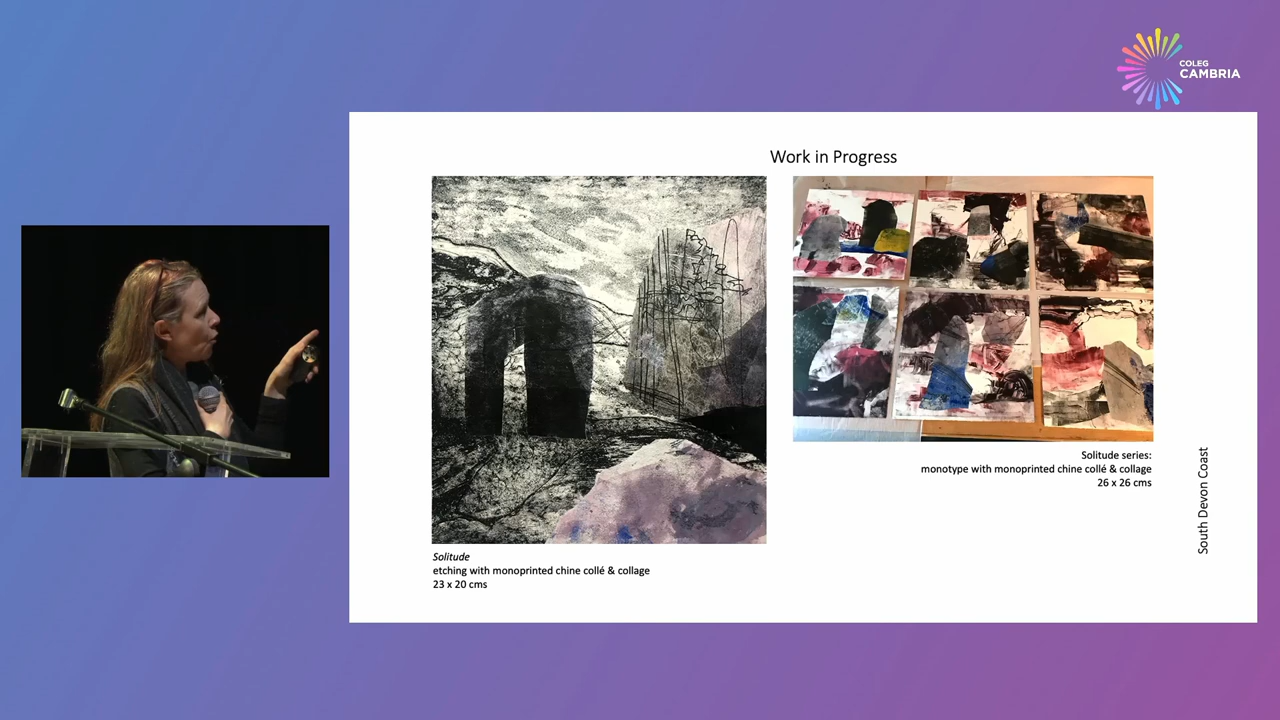 COLEG
CAMBRIA
Work in Progress
Solitude
etching with monoprinted chine collé & collage
23 x 20 cms
Solitude series:
monotype with monoprinted chine collé & collage
26 x 26 cms
South Devon Coast